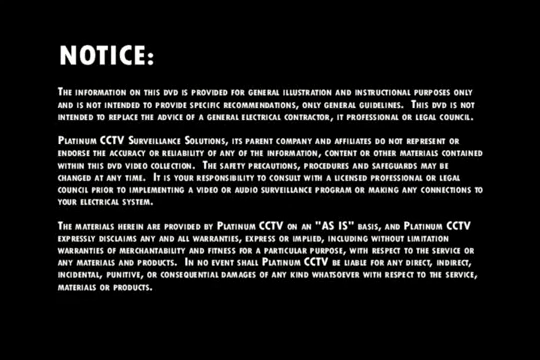 NOTICE:
THE INFORMATION ON THIS DVD IS PROVIDED FOR GENERAL ILLUSTRATION AND INSTRUCTIONAL PURPOSES ONLY
AND IS NOT INTENDED TO PROVIDE SPECIFIC RECOMMENDATIONS, ONLY GENERAL GUIDELINES. THIS DVD IS NOT
INTENDED TO REPLACE THE ADVICE OF A GENERAL ELECTRICAL CONTRACTOR, IT PROFESSIONAL OR LEGAL COUNCIL.
PLATINUM CCTV SURVEILLANCE SOLUTIONS, ITS PARENT COMPANY AND AFFILIATES DO NOT REPRESENT OR
ENDORSE THE ACCURACY OR RELIABILITY OF ANY OF THE INFORMATION, CONTENT OR OTHER MATERIALS CONTAINED
WITHIN THIS DVD VIDEO COLLECTION. THE SAFETY PRECAUTIONS, PROCEDURES AND SAFEGUARDS MAY BE
CHANGED AT ANY TIME. IT IS YOUR RESPONSIBILITY TO CONSULT WITH A LICENSED PROFESSIONAL OR LEGAL
COUNCIL PRIOR TO IMPLEMENTING A VIDEO OR AUDIO SURVEILLANCE PROGRAM OR MAKING ANY CONNECTIONS TO
YOUR ELECTRICAL SYSTEM.
THE MATERIALS HEREIN ARE PROVIDED BY PLATINUM CCTV ON AN "AS IS" BASIS, AND PLATINUM CCTV
EXPRESSLY DISCLAIMS ANY AND ALL WARRANTIES, EXPRESS OR IMPLIED, INCLUDING WITHOUT LIMITATION
WARRANTIES OF MERCHANTABILITY AND FITNESS FOR A PARTICULAR PURPOSE, WITH RESPECT TO THE SERVICE OR
ANY MATERIALS AND PRODUCTS. IN NO EVENT SHALL PLATINUM CCTV BE LIABLE FOR ANY DIRECT, INDIRECT,
INCIDENTAL, PUNITIVE, OR CONSEQUENTIAL DAMAGES OF ANY KIND WHATSOEVER WITH RESPECT TO THE SERVICE,
MATERIALS OR PRODUCTS.